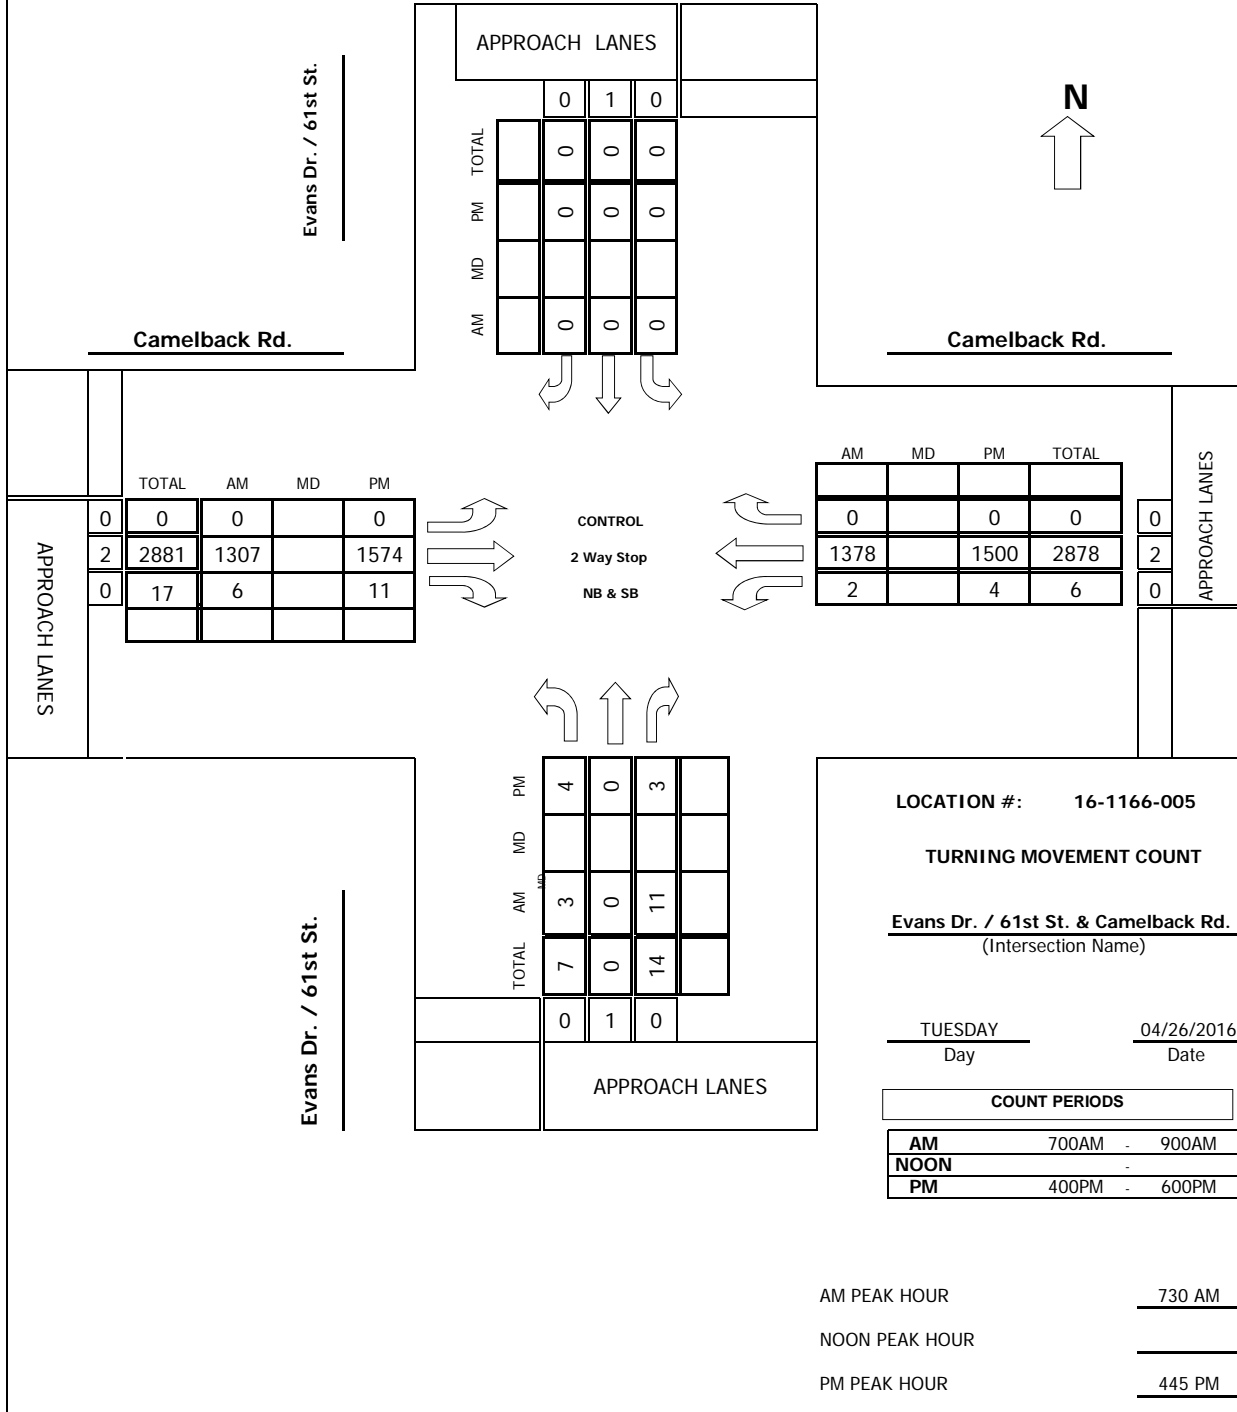 APPROACH LANES
0 1 0
Evans Dr. / 61st St.
N
TOTAL 0 0 0
PM 0 0 0
MD
AM 0 0 0
Camelback Rd.
Camelback Rd.
TOTAL AM MD PM
0 0 0 0
2 2881 1307 1574
0 17 6 11
APPROACH LANES
CONTROL
2 Way Stop
NB & SB
AM MD PM TOTAL
0 0 0 0
1378 1500 2878 2
2 4 6 0
APPROACH LANES
PM 4 0 3
MD
MD
AM 3 0 11
TOTAL 7 0 14
0 1 0
APPROACH LANES
Evans Dr. / 61st St.
LOCATION #: 16-1166-005
TURNING MOVEMENT COUNT
Evans Dr. / 61st St. & Camelback Rd.
(Intersection Name)
TUESDAY 04/26/2016
Day Date
COUNT PERIODS
AM 700AM - 900AM
NOON -
PM 400PM - 600PM
AM PEAK HOUR 730 AM
NOON PEAK HOUR
PM PEAK HOUR 445 PM